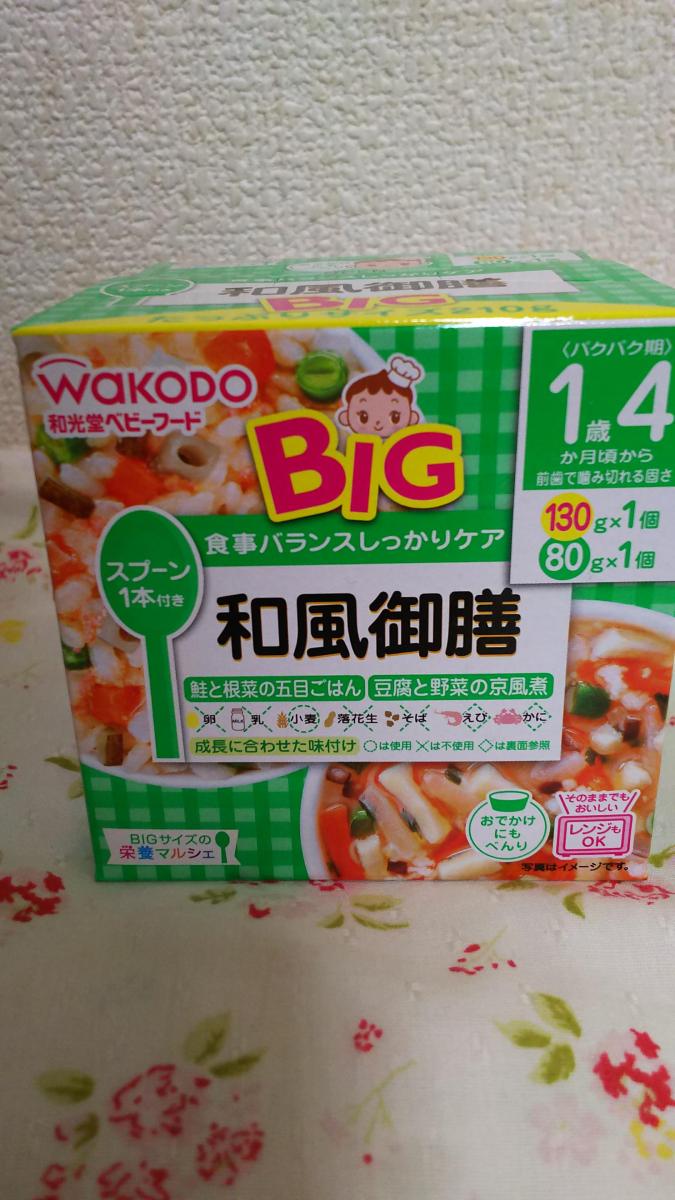 和風御膳
BIG
210g
WaKODO
和光堂ベビーフード
BIG
〈パクパク期〉
1歳4
か月頃から
前歯で噛み切れる固さ
130g×1個
80g×1個
食事バランスしっかりケア
スプーン
1本付き
和風御膳
鮭と根菜の五目ごはん 豆腐と野菜の京風煮
卵 MILK 乳 小麦 落花生 そば えび かに
成長に合わせた味付け 〇は使用 ×は不使用 ◇は裏面参照
BIGサイズの
栄養マルシェ
おでかけ
にも
べんり
そのままでも
おいしい
レンジも
OK
写真はイメージです。